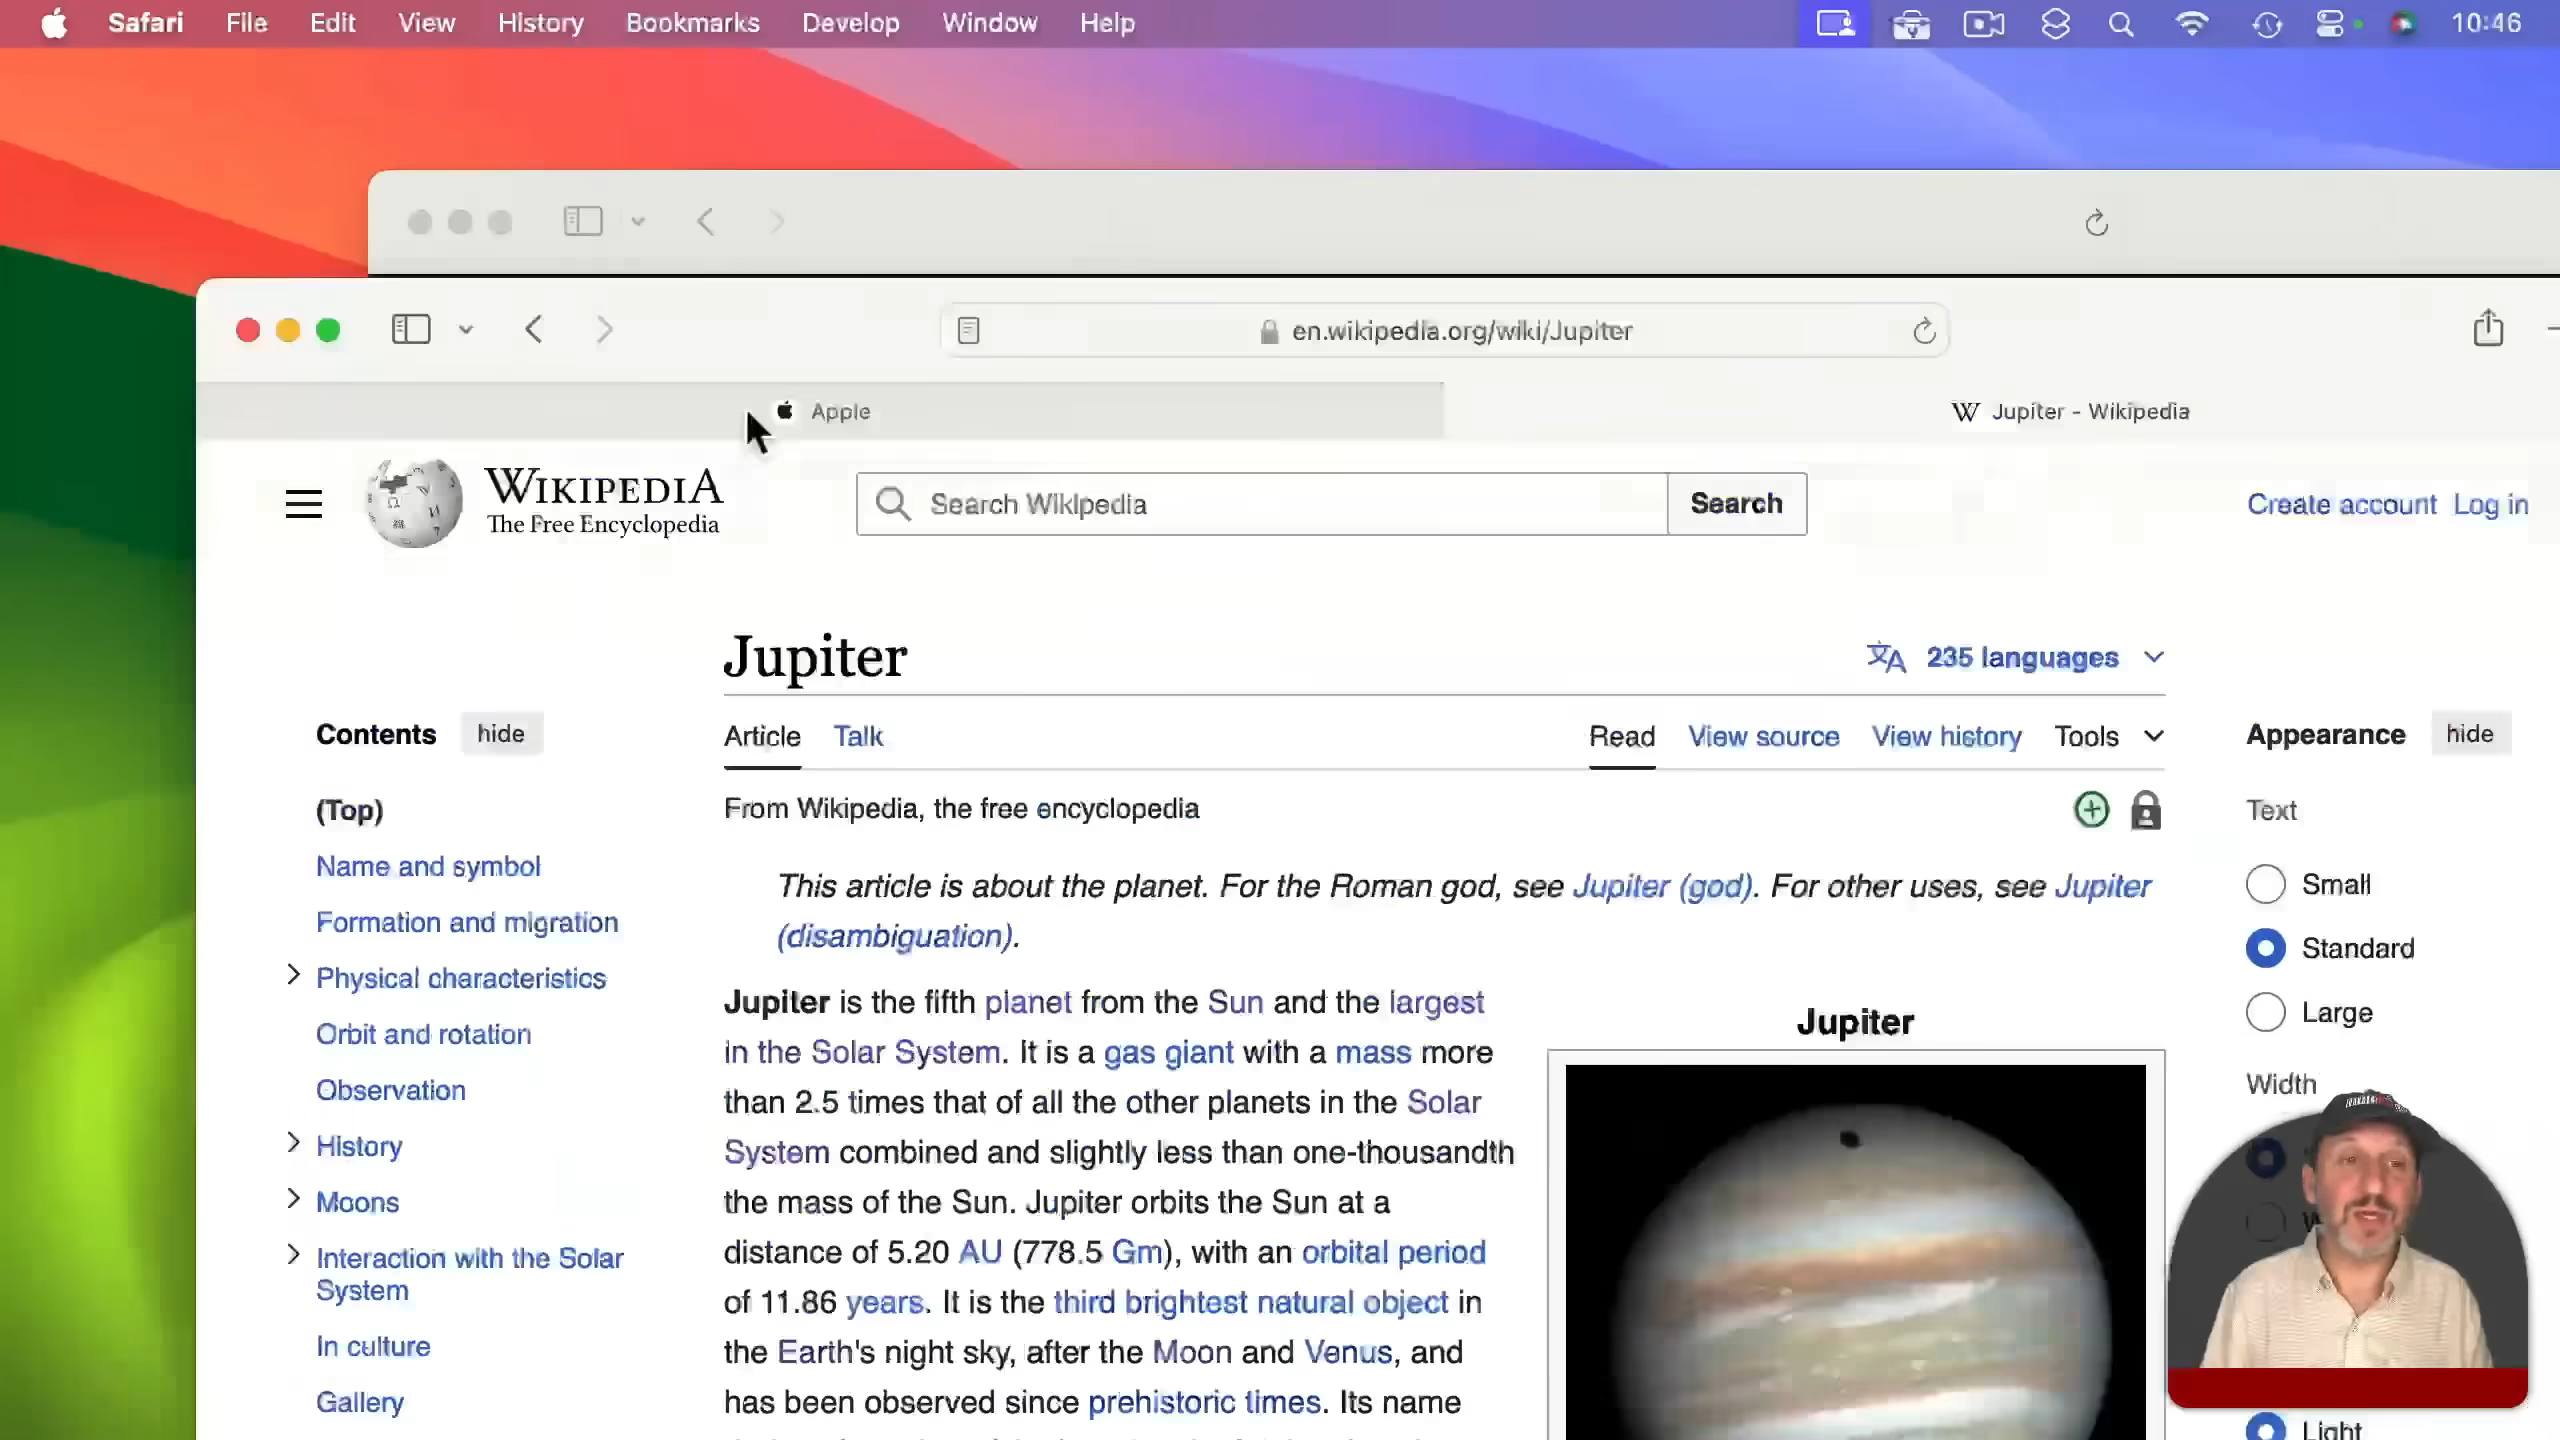 Safari File Edit View History Bookmarks Develop Window Help 10:46
en.wikipedia.org/wiki/Jupiter
Apple
Jupiter - Wikipedia
WIKIPEDIA
The Free Encyclopedia
Search Wikipedia
Search
Create account Log in
Jupiter
235 languages
Contents hide
Article Talk
Read View source View history Tools
Appearance hide
(Top)
Name and symbol
Formation and migration
Physical characteristics
Orbit and rotation
Observation
History
Moons
Interaction with the Solar
System
In culture
Gallery
From Wikipedia, the free encyclopedia
This article is about the planet. For the Roman god, see Jupiter (god). For other uses, see Jupiter
(disambiguation).
Jupiter is the fifth planet from the Sun and the largest
in the Solar System. It is a gas giant with a mass more
than 2.5 times that of all the other planets in the Solar
System combined and slightly less than one-thousandth
the mass of the Sun. Jupiter orbits the Sun at a
distance of 5.20 AU (778.5 Gm), with an orbital period
of 11.86 years. It is the third brightest natural object in
the Earth's night sky, after the Moon and Venus, and
has been observed since prehistoric times. Its name
Jupiter
Text
Small
Standard
Large
Width
Light